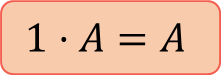 1 · A = A